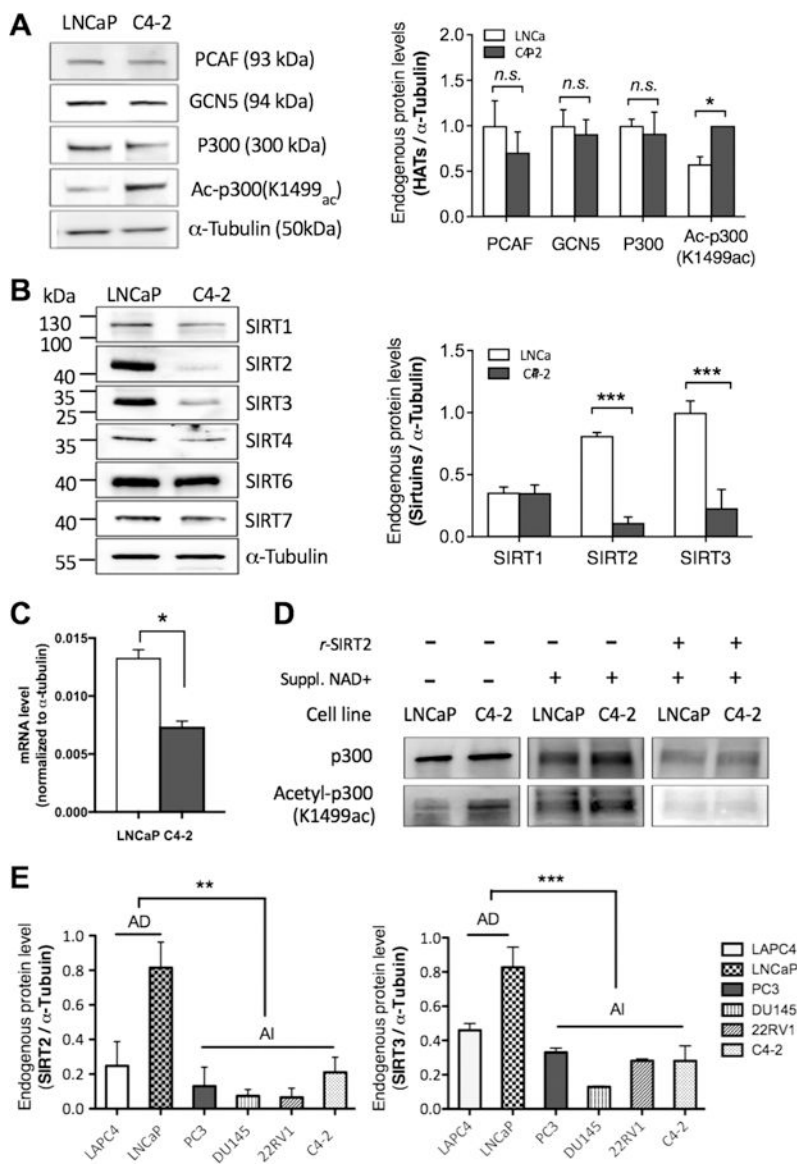 A
LNCaP C4-2
PCAF (93 kDa)
GCN5 (94 kDa)
P300 (300 kDa)
Ac-p300(K1499ac)
α-Tubulin (50kDa)
Endogenous protein levels
(HATs / α-Tubulin)
1.5
1.0
0.5
0.0
LNCa
n.s. n.s. n.s. *
PCAF GCN5 P300 Ac-p300
(K1499ac)
B
kDa LNCaP C4-2
130
100
SIRT1
100
40
SIRT2
35
25
SIRT3
35
SIRT4
40
SIRT6
40
SIRT7
55
α-Tubulin
Endogenous protein levels
(Sirtuins / α-Tubulin)
1.5
1.0
0.5
0.0
LNCa
*** ***
SIRT1 SIRT2 SIRT3
C
mRNA level
(normalized to α-tubulin)
0.015
0.010
0.005
0.000
*
LNCaP C4-2
D
r-SIRT2 – – – – + +
Suppl. NAD+ – – + + + +
Cell line LNCaP C4-2 LNCaP C4-2 LNCaP C4-2
p300
Acetyl-p300
(K1499ac)
E
Endogenous protein level
(SIRT2 / α-Tubuin)
1.0
0.8
0.6
0.4
0.2
0.0
**
AD
AI
LAPC4 LNCaP PC3 DU145 22RV1 C4-2
Endogenous protein level
(SIRT3 / α-Tubuin)
1.0
0.8
0.6
0.4
0.2
0.0
***
AD
AI
LAPC4 LNCaP PC3 DU145 22RV1 C4-2
LAPC4
LNCaP
PC3
DU145
22RV1
C4-2